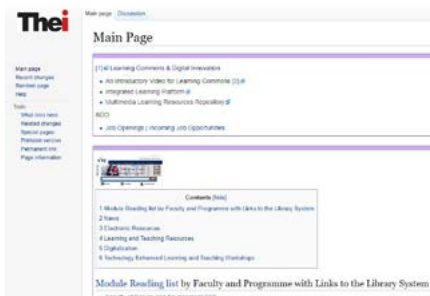 Thei
Main page
Discussion
Main Page
Main page
Recent changes
Random page
Help
Tools
What links here
Related changes
Special pages
Printable version
Permanent link
Page information
[1] Learning Commons & Digital Innovation
An Introductory Video for Learning Commons [2]
Integrated Learning Platform
Multimedia Learning Resources Repository
Job Openings | Incoming Job Opportunities
Contents [hide]
1 Module Reading list by Faculty and Programme with Links to the Library System
2 News
3 Electronic Resources
4 Learning and Teaching Resources
5 Digitalization
6 Technology Enhanced Learning and Teaching Workshops
Module Reading list by Faculty and Programme with Links to the Library System